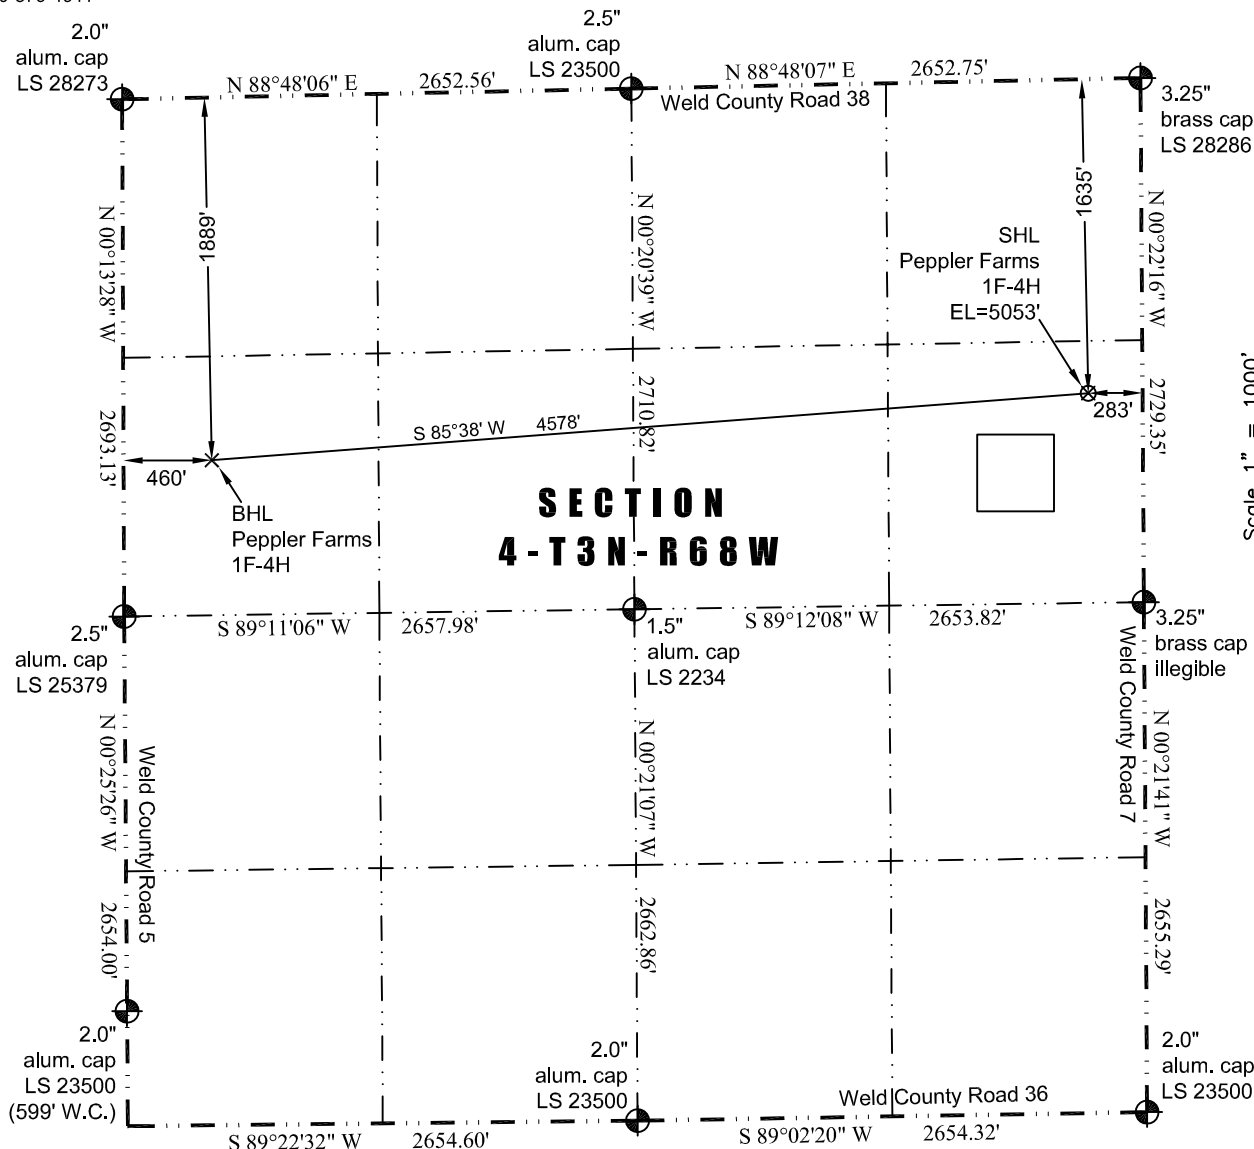 2.0"
alum. cap
LS 28273
2.5"
alum. cap
LS 23500
N 88°48'06" E
2652.56'
N 88°48'07" E
2652.75'
Weld County Road 38
3.25"
brass cap
LS 28286
1889'
1635'
N 00°13'28" W
2693.13'
N 00°20'39" W
2710.82'
N 00°22'16" W
2729.35'
SHL
Peppler Farms
1F-4H
EL=5053'
283'
S 85°38' W
4578'
460'
BHL
Peppler Farms
1F-4H
SECTION
4-T3N-R68W
Scale 1" = 1000'
2.5"
alum. cap
LS 25379
S 89°11'06" W
2657.98'
1.5"
alum. cap
LS 2234
S 89°12'08" W
2653.82'
3.25"
brass cap
illegible
N 00°25'26" W
2654.00'
Weld County Road 5
N 00°21'07" W
2662.86'
Weld County Road 7
N 00°21'41" W
2655.29'
2.0"
alum. cap
LS 23500
(599' W.C.)
2.0"
alum. cap
LS 23500
Weld County Road 36
2.0"
alum. cap
LS 23500
S 89°22'32" W
2654.60'
S 89°02'20" W
2654.32'